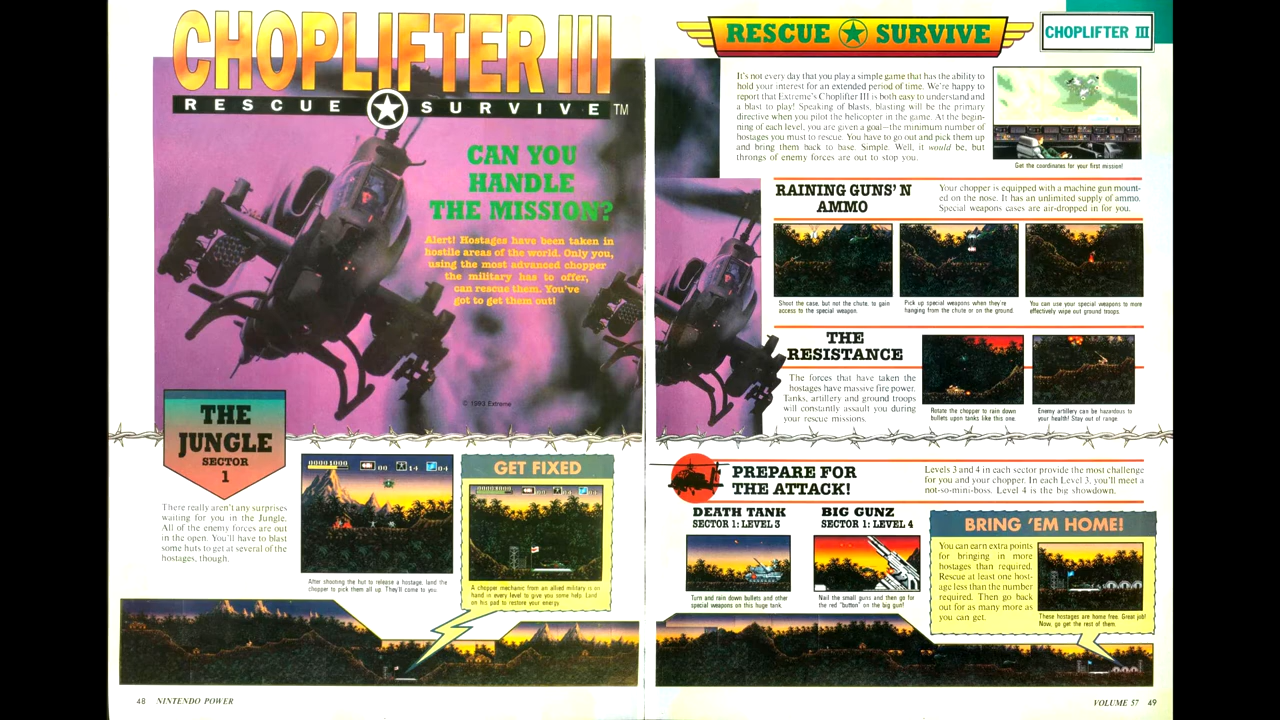 CHOPLIFTER III
RESCUE SURVIVE TM
CAN YOU
HANDLE
THE MISSION?
Alert! Hostages have been taken in
hostile areas of the world. Only you,
using the most advanced chopper
the military has to offer,
can rescue them. You've
got to get them out!
© 1993 Extreme
THE
JUNGLE
SECTOR
1
There really aren't any surprises
waiting for you in the Jungle.
All of the enemy forces are out
in the open. You'll have to blast
some huts to get at several of the
hostages, though.
00001000 00 14 04
After shooting the hut to release a hostage, land the
chopper to pick them all up. They'll come to you.
GET FIXED
A chopper mechanic from an allied military is on
hand in every level to give you some help. Land
on his pad to restore your energy.
48 NINTENDO POWER
RESCUE SURVIVE
CHOPLIFTER III
It's not every day that you play a simple game that has the ability to
hold your interest for an extended period of time. We're happy to
report that Extreme's Choplifter III is both easy to understand and
a blast to play! Speaking of blasts, blasting will be the primary
directive when you pilot the helicopter in the game. At the begin-
ning of each level, you are given a goal—the minimum number of
hostages you must to rescue. You have to go out and pick them up
and bring them back to base. Simple. Well, it would be, but
throngs of enemy forces are out to stop you.
Get the coordinates for your first mission!
RAINING GUNS 'N
AMMO
Your chopper is equipped with a machine gun mount-
ed on the nose. It has an unlimited supply of ammo.
Special weapons cases are air-dropped in for you.
Shoot the case, but not the chute, to gain
access to the special weapon.
Pick up special weapons when they're
hanging from the chute or on the ground.
You can use your special weapons to more
effectively wipe out ground troops.
THE
RESISTANCE
The forces that have taken the
hostages have massive fire power.
Tanks, artillery and ground troops
will constantly assault you during
your rescue missions.
Rotate the chopper to rain down
bullets upon tanks like this one.
Enemy artillery can be hazardous to
your health! Stay out of range.
PREPARE FOR
THE ATTACK!
Levels 3 and 4 in each sector provide the most challenge
for you and your chopper. In each Level 3, you'll meet a
not-so-mini-boss. Level 4 is the big showdown.
DEATH TANK
SECTOR 1: LEVEL 3
Turn and rain down bullets and other
special weapons on this huge tank.
BIG GUNZ
SECTOR 1: LEVEL 4
Nail the small guns and then go for
the red "button" on the big gun!
BRING 'EM HOME!
You can earn extra points
for bringing in more
hostages than required.
Rescue at least one host-
age less than the number
required. Then go back
out for as many more as
you can get.
These hostages are home free. Great job!
Now, go get the rest of them.
VOLUME 57 49